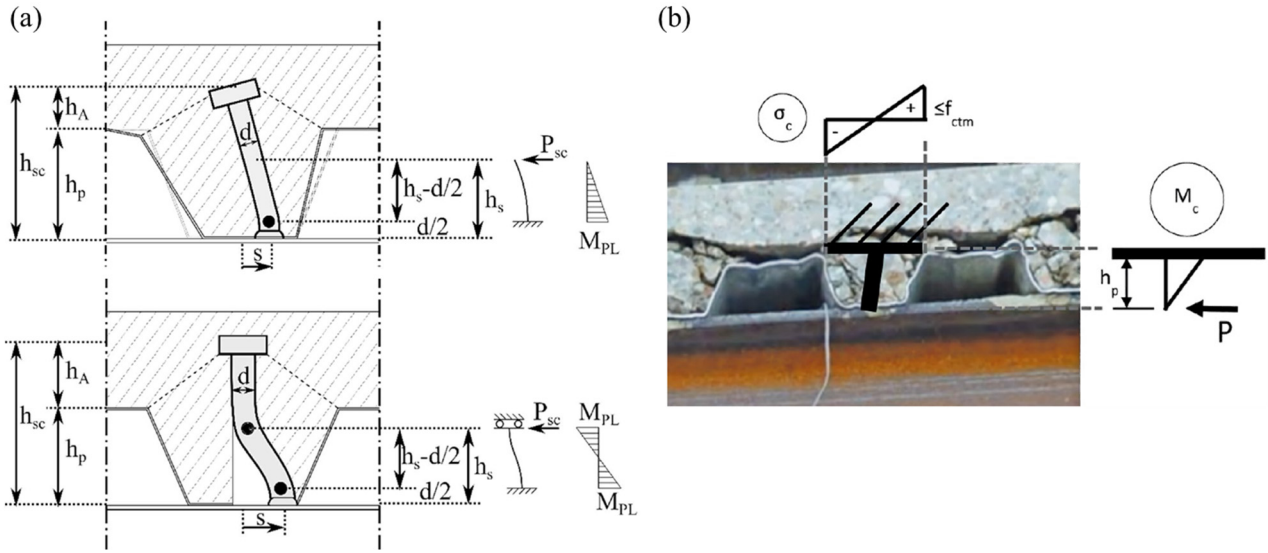 (a)
h_A
h_sc
h_p
d
P_sc
h_s-d/2
h_s
d/2
M_PL
s
h_A
d
h_sc
h_p
P_sc
M_PL
h_s-d/2
h_s
d/2
M_PL
s
(b)
σ_c
-
+
≤f_ctm
M_c
h_p
P